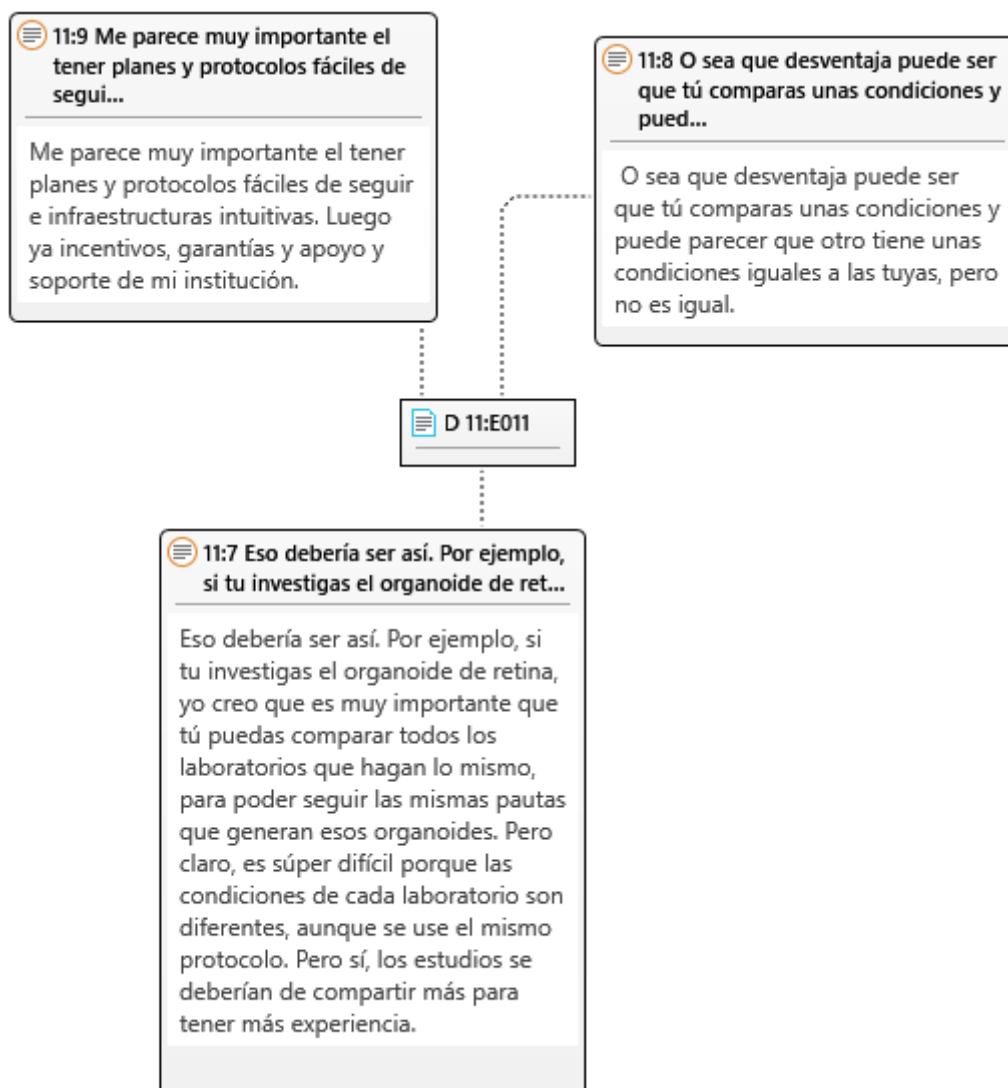 11:9 Me parece muy importante el
tener planes y protocolos fáciles de
segui...
Me parece muy importante el tener
planes y protocolos fáciles de seguir
e infraestructuras intuitivas. Luego
ya incentivos, garantías y apoyo y
soporte de mi institución.
11:8 O sea que desventaja puede ser
que tú comparas unas condiciones y
pued...
O sea que desventaja puede ser
que tú comparas unas condiciones y
puede parecer que otro tiene unas
condiciones iguales a las tuyas, pero
no es igual.
D 11:E011
11:7 Eso debería ser así. Por ejemplo,
si tu investigas el organoide de ret...
Eso debería ser así. Por ejemplo, si
tu investigas el organoide de retina,
yo creo que es muy importante que
tú puedas comparar todos los
laboratorios que hagan lo mismo,
para poder seguir las mismas pautas
que generan esos organoides. Pero
claro, es súper difícil porque las
condiciones de cada laboratorio son
diferentes, aunque se use el mismo
protocolo. Pero sí, los estudios se
deberían de compartir más para
tener más experiencia.